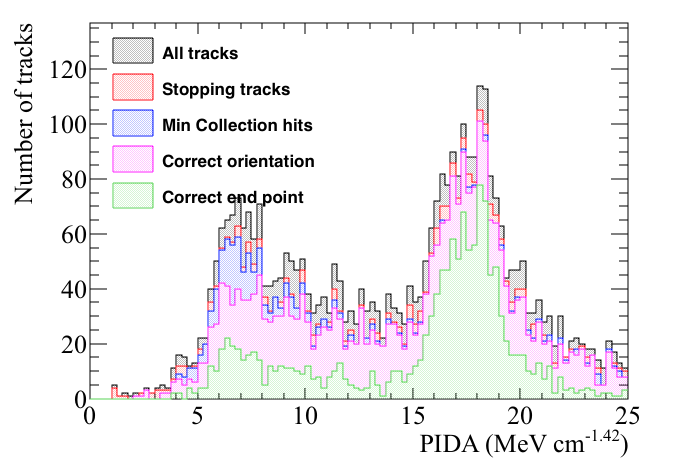 Number of tracks
120
100
80
60
40
20
0
All tracks
Stopping tracks
Min Collection hits
Correct orientation
Correct end point
0 5 10 15 20 25
PIDA (MeV cm-1.42)